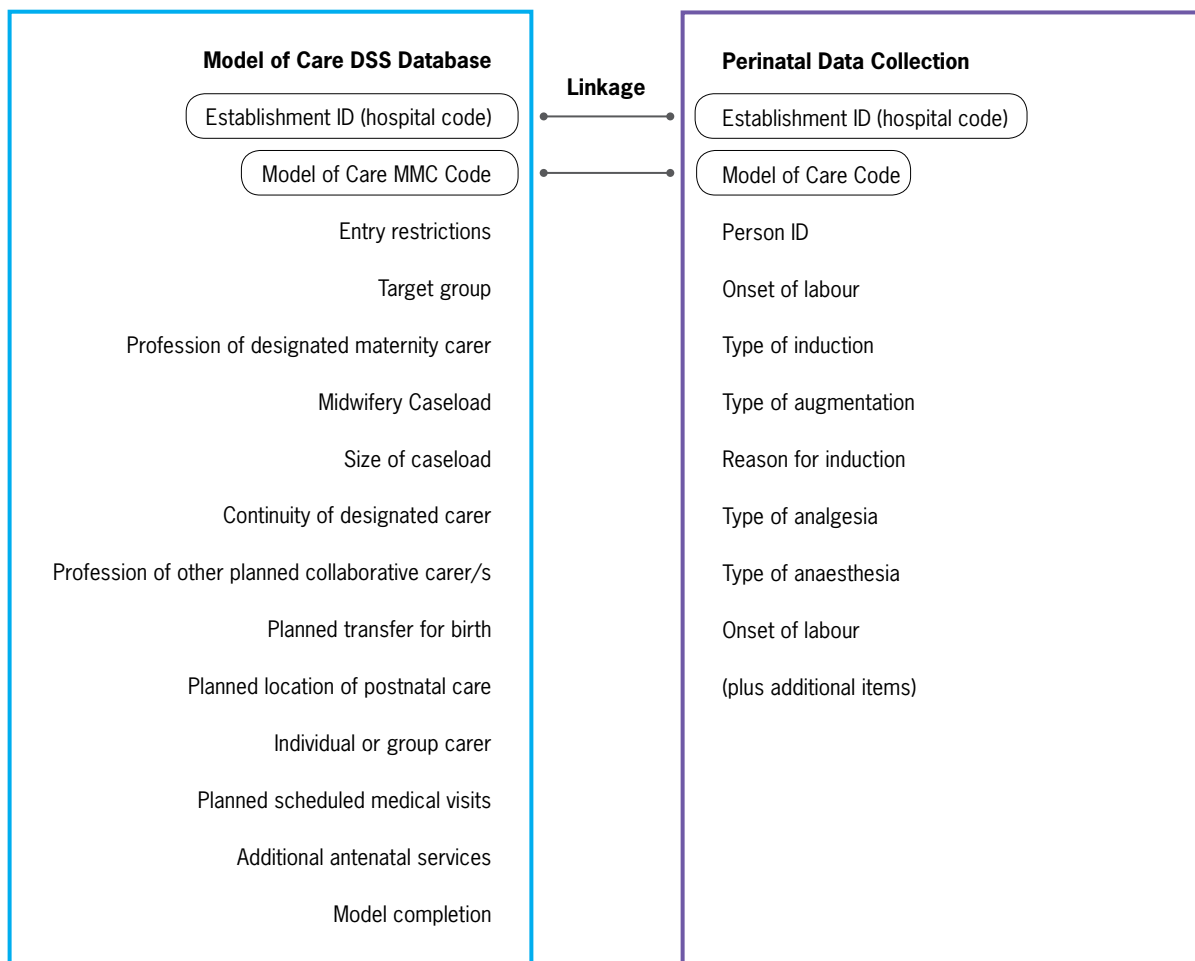 Model of Care DSS Database
Establishment ID (hospital code)
Model of Care MMC Code
Entry restrictions
Target group
Profession of designated maternity carer
Midwifery Caseload
Size of caseload
Continuity of designated carer
Profession of other planned collaborative carer/s
Planned transfer for birth
Planned location of postnatal care
Individual or group carer
Planned scheduled medical visits
Additional antenatal services
Model completion
Linkage
Perinatal Data Collection
Establishment ID (hospital code)
Model of Care Code
Person ID
Onset of labour
Type of induction
Type of augmentation
Reason for induction
Type of analgesia
Type of anaesthesia
Onset of labour
(plus additional items)